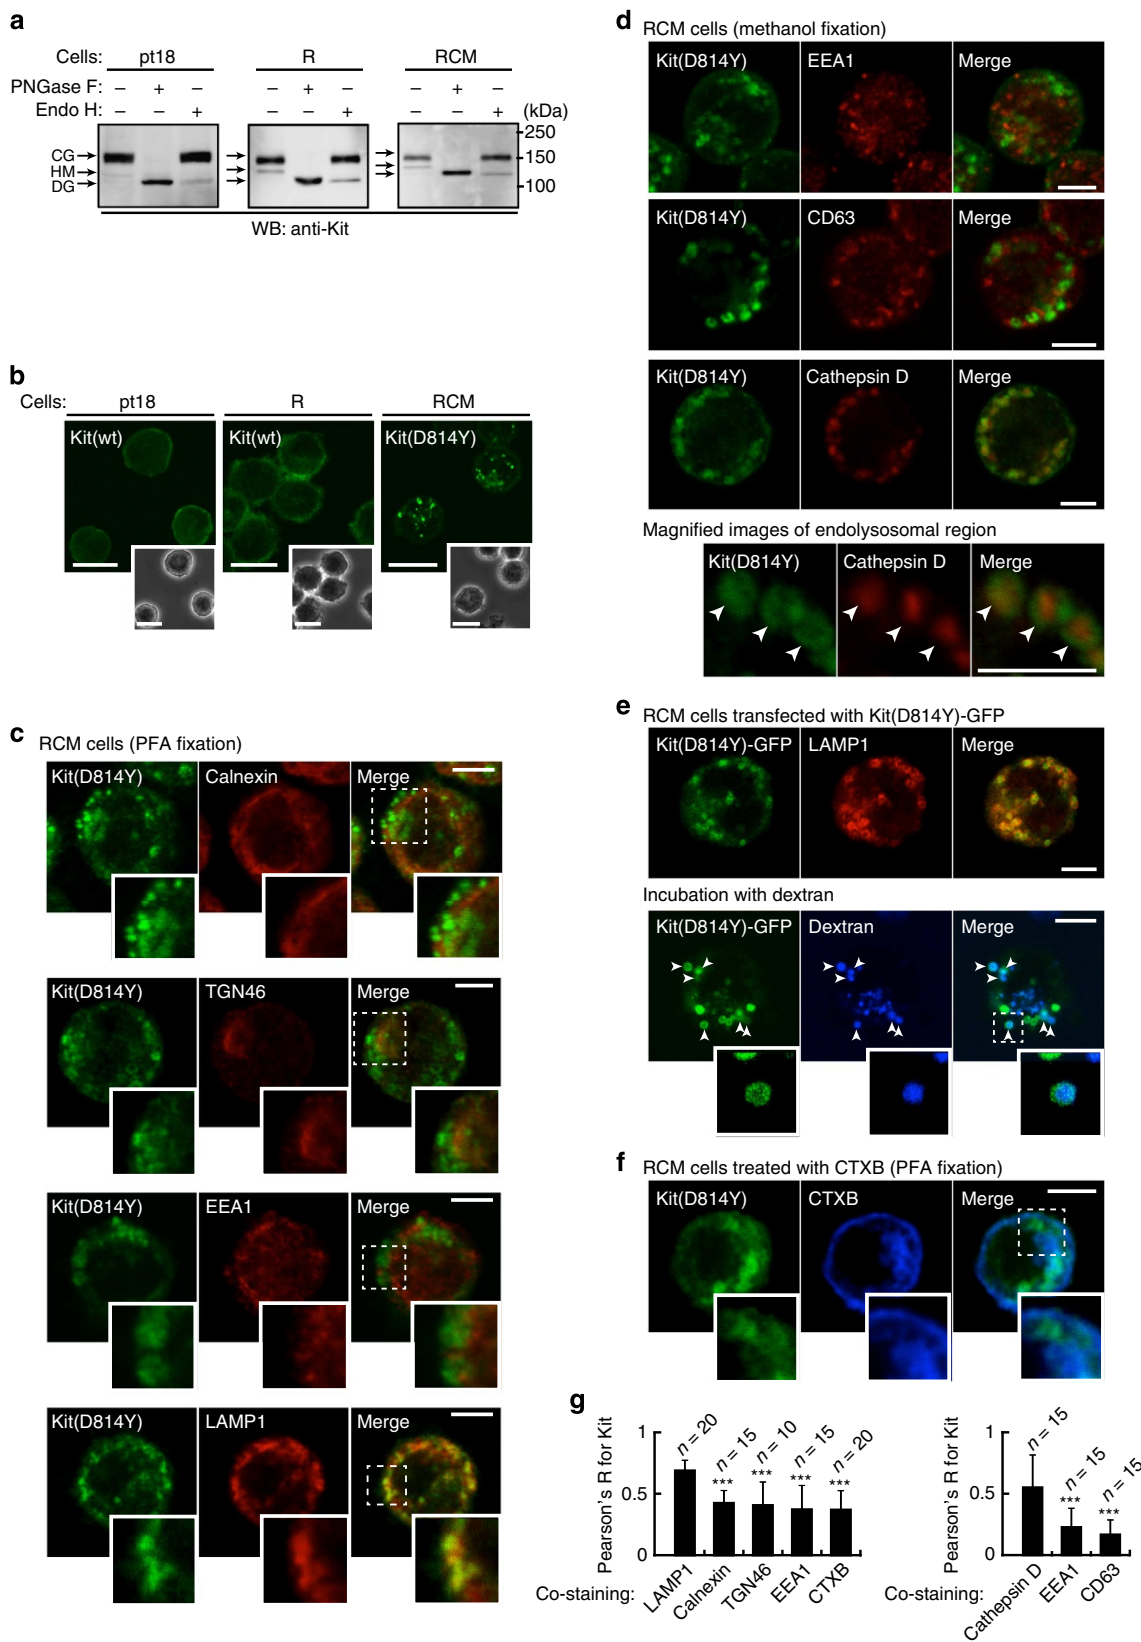 a
Cells: pt18 R RCM
PNGase F: – + – – + – – + –
Endo H: – – + – – + – – + (kDa)
250
CG 150
HM
DG 100
WB: anti-Kit
b
Cells: pt18 R RCM
Kit(wt) Kit(wt) Kit(D814Y)
c
RCM cells (PFA fixation)
Kit(D814Y) Calnexin Merge
Kit(D814Y) TGN46 Merge
Kit(D814Y) EEA1 Merge
Kit(D814Y) LAMP1 Merge
d
RCM cells (methanol fixation)
Kit(D814Y) EEA1 Merge
Kit(D814Y) CD63 Merge
Kit(D814Y) Cathepsin D Merge
Magnified images of endolysosomal region
Kit(D814Y) Cathepsin D Merge
e
RCM cells transfected with Kit(D814Y)-GFP
Kit(D814Y)-GFP LAMP1 Merge
Incubation with dextran
Kit(D814Y)-GFP Dextran Merge
f
RCM cells treated with CTXB (PFA fixation)
Kit(D814Y) CTXB Merge
g
Pearson's R for Kit
1
0.5
0
n = 20 n = 15 n = 10 n = 15 n = 20
*** *** *** ***
Co-staining: LAMP1 Calnexin TGN46 EEA1 CTXB
Pearson's R for Kit
1
0.5
0
n = 15 n = 15 n = 15
*** ***
Co-staining: Cathepsin D EEA1 CD63